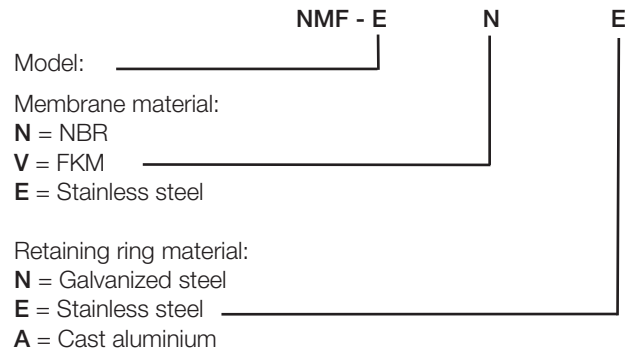 NMF - E N E
Model:
Membrane material:
N = NBR
V = FKM
E = Stainless steel
Retaining ring material:
N = Galvanized steel
E = Stainless steel
A = Cast aluminium